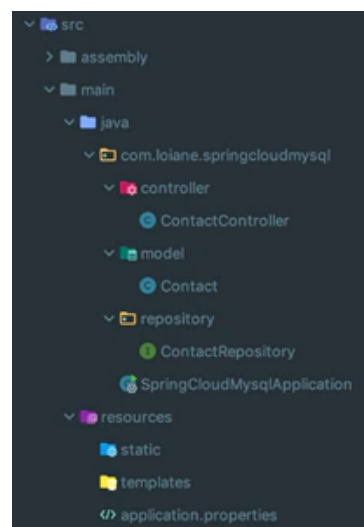 src
assembly
main
java
com.loiane.springcloudmysql
controller
ContactController
model
Contact
repository
ContactRepository
SpringCloudMysqlApplication
resources
static
templates
application.properties